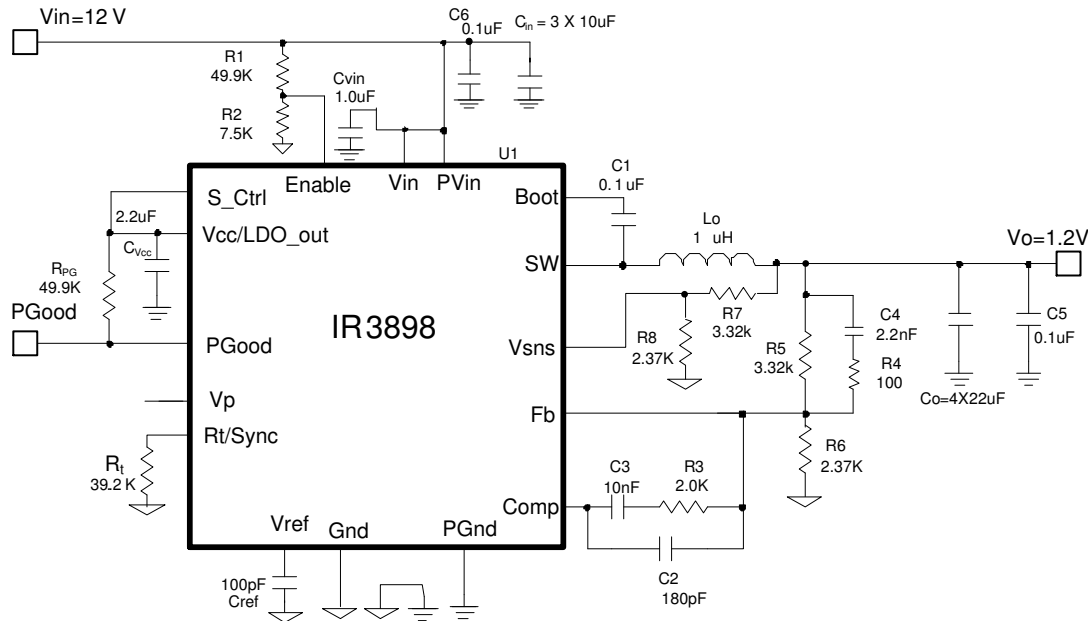 Vin=12 V
C6
0.1uF
Cin = 3 X 10uF
R1
49.9K
Cvin
1.0uF
R2
7.5K
U1
Enable
Vin
PVin
S_Ctrl
Boot
C1
0.1uF
2.2uF
Vcc/LDO_out
CVcc
Lo
1 uH
Vo=1.2V
SW
RPG
49.9K
PGood
IR3898
PGood
R7
3.32k
R8
2.37K
Vsns
R5
3.32k
C4
2.2nF
R4
100
C5
0.1uF
Co=4X22uF
Vp
Fb
Rt/Sync
R6
2.37K
Rt
39.2 K
C3
10nF
R3
2.0K
Comp
Vref
Gnd
PGnd
100pF
Cref
C2
180pF